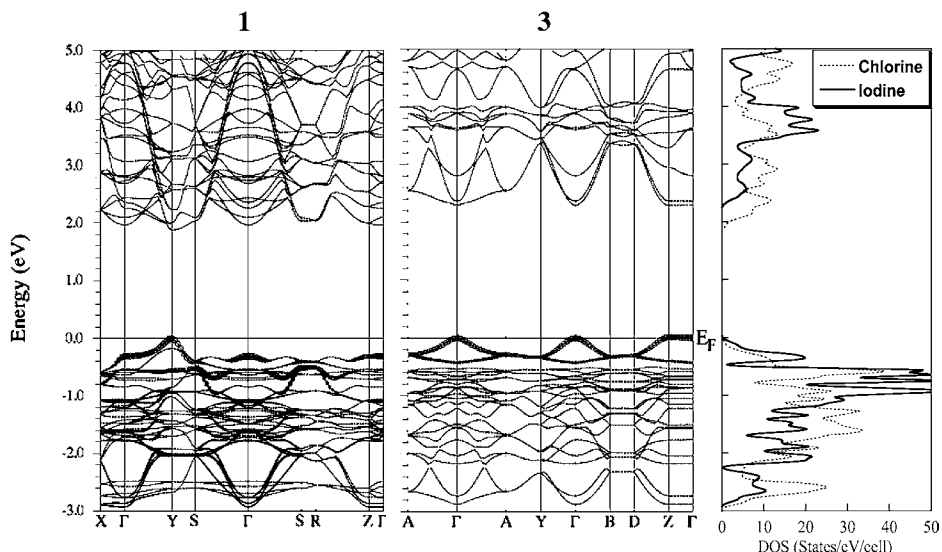 1
3
Energy (eV)
5.0
4.0
3.0
2.0
1.0
0.0
-1.0
-2.0
-3.0
X Γ Y S Γ S R Z Γ
A Γ A Y Γ B D Z Γ
E_F
Chlorine
Iodine
0 10 20 30 40 50
DOS (States/eV/cell)